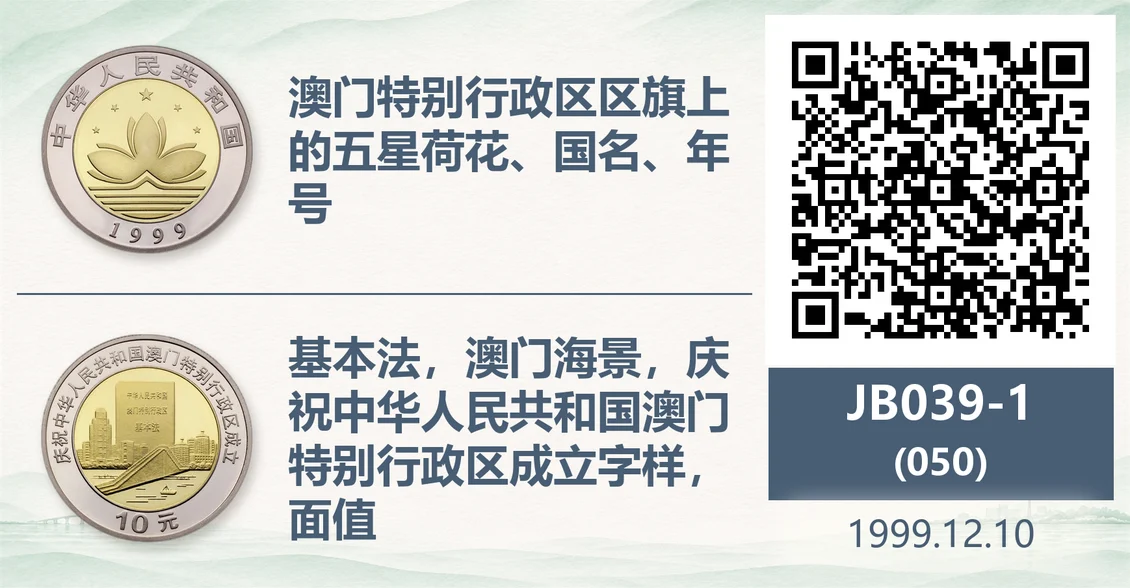 中华人民共和国
1999
澳门特别行政区区旗上
的五星荷花、国名、年
号
庆祝中华人民共和国澳门特别行政区成立
中华人民共和国
澳门特别行政区
基本法
10元
基本法，澳门海景，庆
祝中华人民共和国澳门
特别行政区成立字样，
面值
JB039-1
(050)
1999.12.10